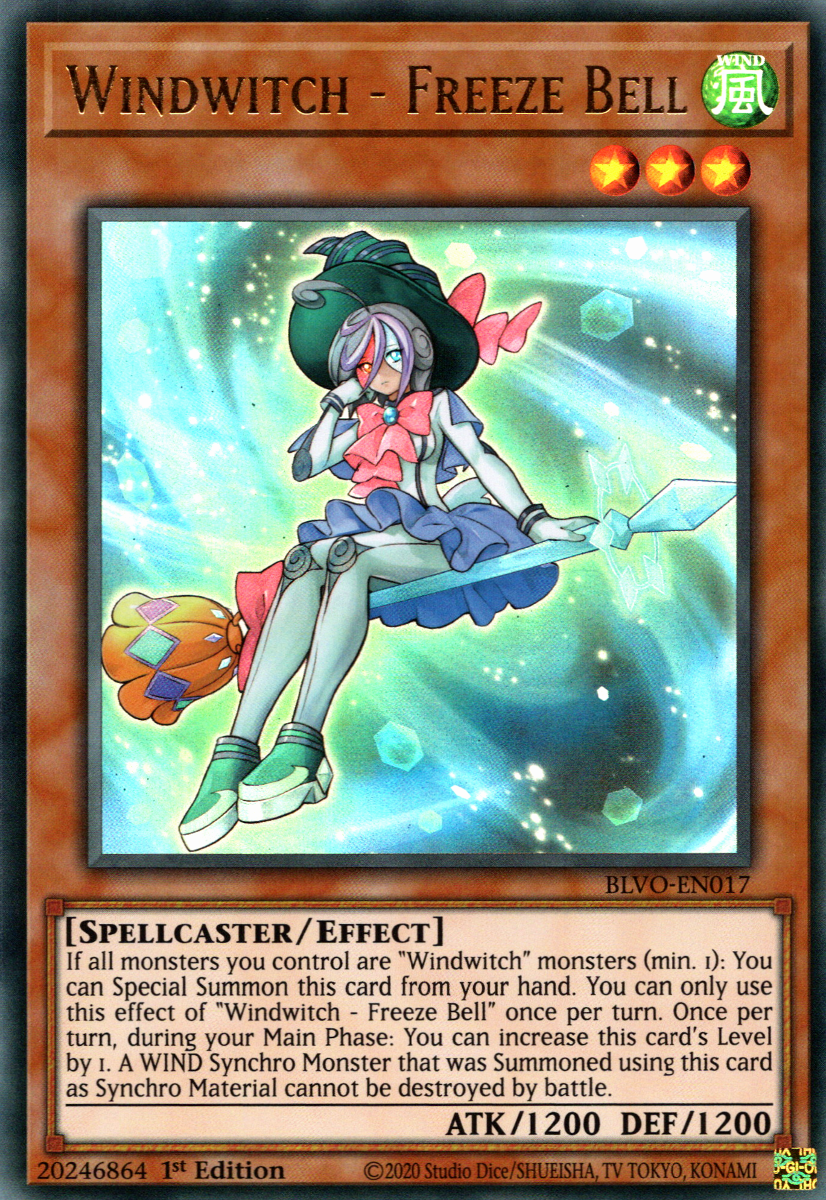 Windwitch - Freeze Bell
WIND
風
BLVO-EN017
[Spellcaster/Effect]
If all monsters you control are "Windwitch" monsters (min. 1): You
can Special Summon this card from your hand. You can only use
this effect of "Windwitch - Freeze Bell" once per turn. Once per
turn, during your Main Phase: You can increase this card's Level
by 1. A WIND Synchro Monster that was Summoned using this card
as Synchro Material cannot be destroyed by battle.
ATK/1200 DEF/1200
20246864 1st Edition ©2020 Studio Dice/SHUEISHA, TV TOKYO, KONAMI